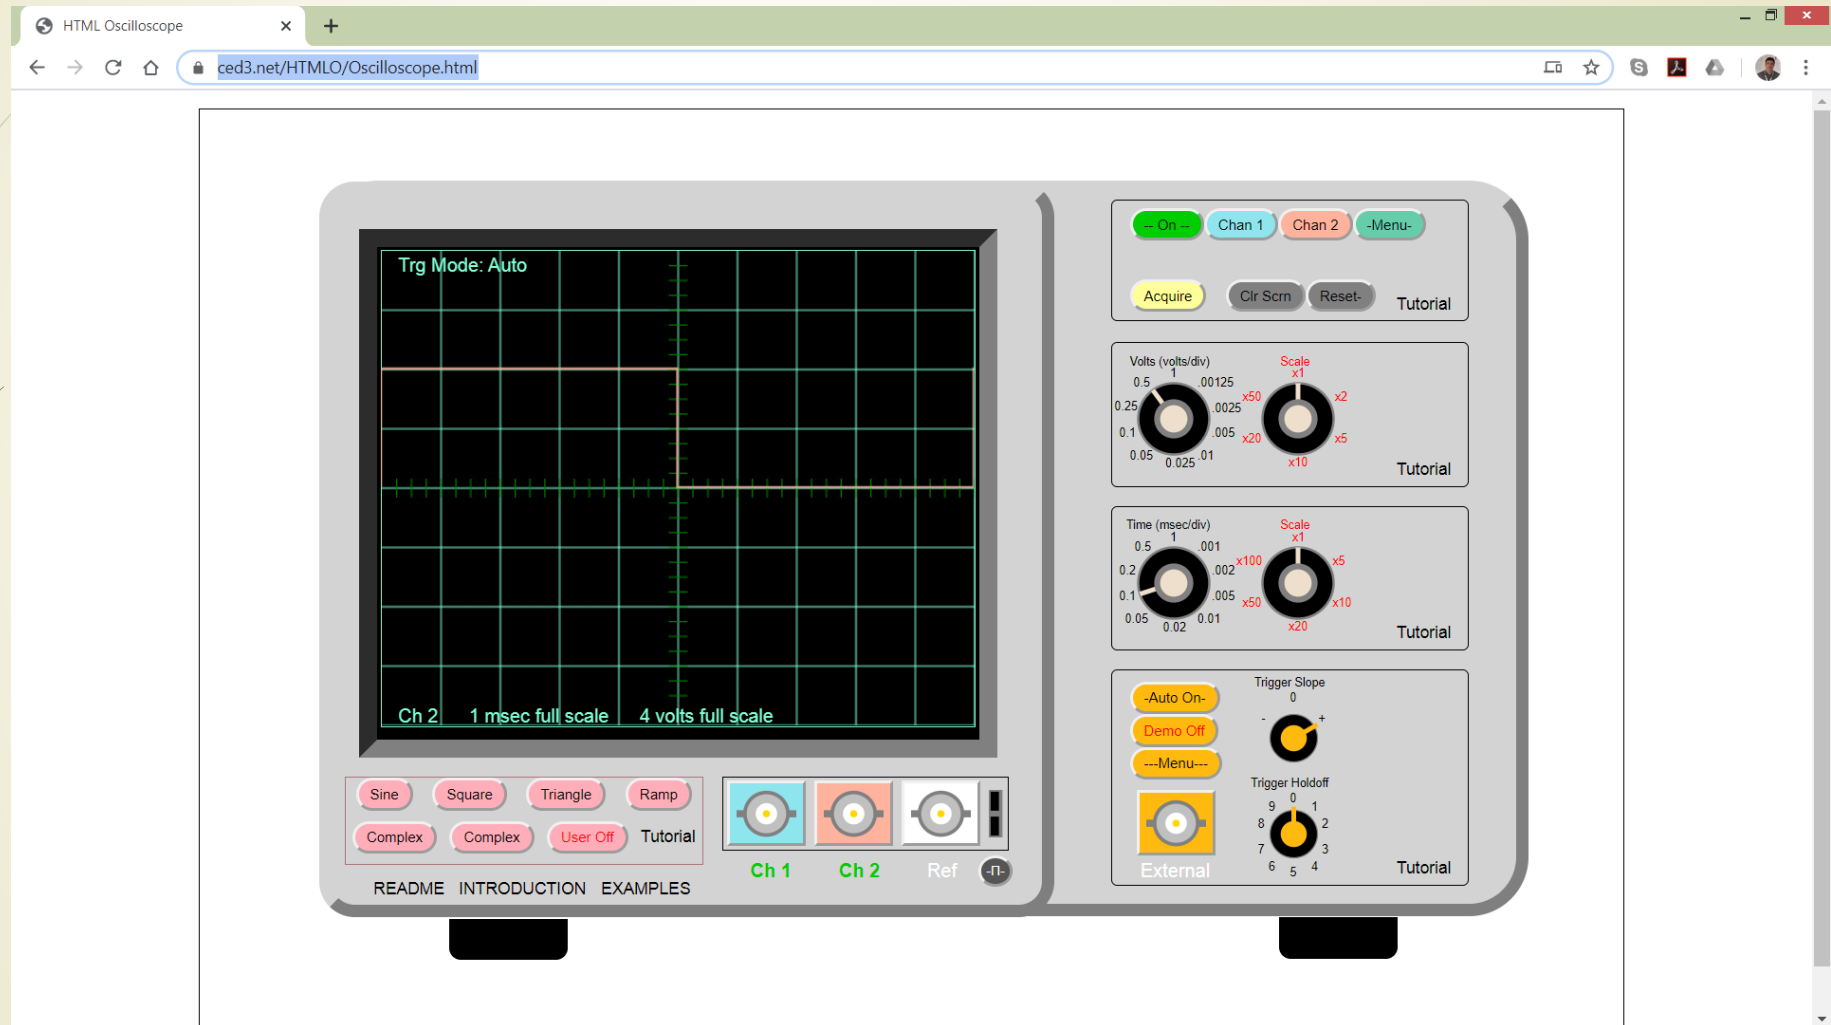 HTML Oscilloscope
ced3.net/HTMLO/Oscilloscope.html
Trg Mode: Auto
Ch 2 1 msec full scale 4 volts full scale
-- On -- Chan 1 Chan 2 -Menu-
Acquire Clr Scrn Reset- Tutorial
Volts (volts/div) Scale
1 x1
0.5 .00125
x50 x2
0.25 .0025
0.1 .005 x20 x5
0.05 0.025 .01 x10
Tutorial
Time (msec/div) Scale
1 x1
0.5 .001
x100 x5
0.2 .002
0.1 .005 x50 x10
0.05 0.02 0.01 x20
Tutorial
-Auto On-
Demo Off
---Menu---
External
Trigger Slope
0
- +
Trigger Holdoff
0
9 1
8 2
7 3
6 5 4
Tutorial
Sine Square Triangle Ramp
Complex Complex User Off Tutorial
README INTRODUCTION EXAMPLES
Ch 1 Ch 2 Ref -Π-